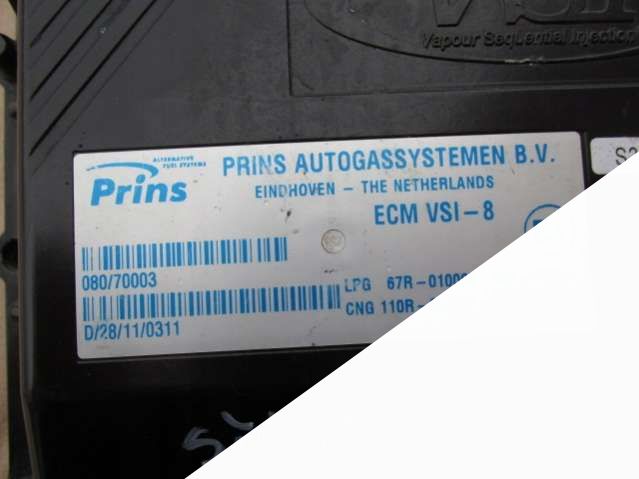 Vapour Sequential Injection
ALTERNATIVE
FUEL SYSTEMS
Prins
PRINS AUTOGASSYSTEMEN B.V.
EINDHOVEN - THE NETHERLANDS
ECM VSI-8
080/70003
LPG 67R-0100
D/28/11/0311
CNG 110R-